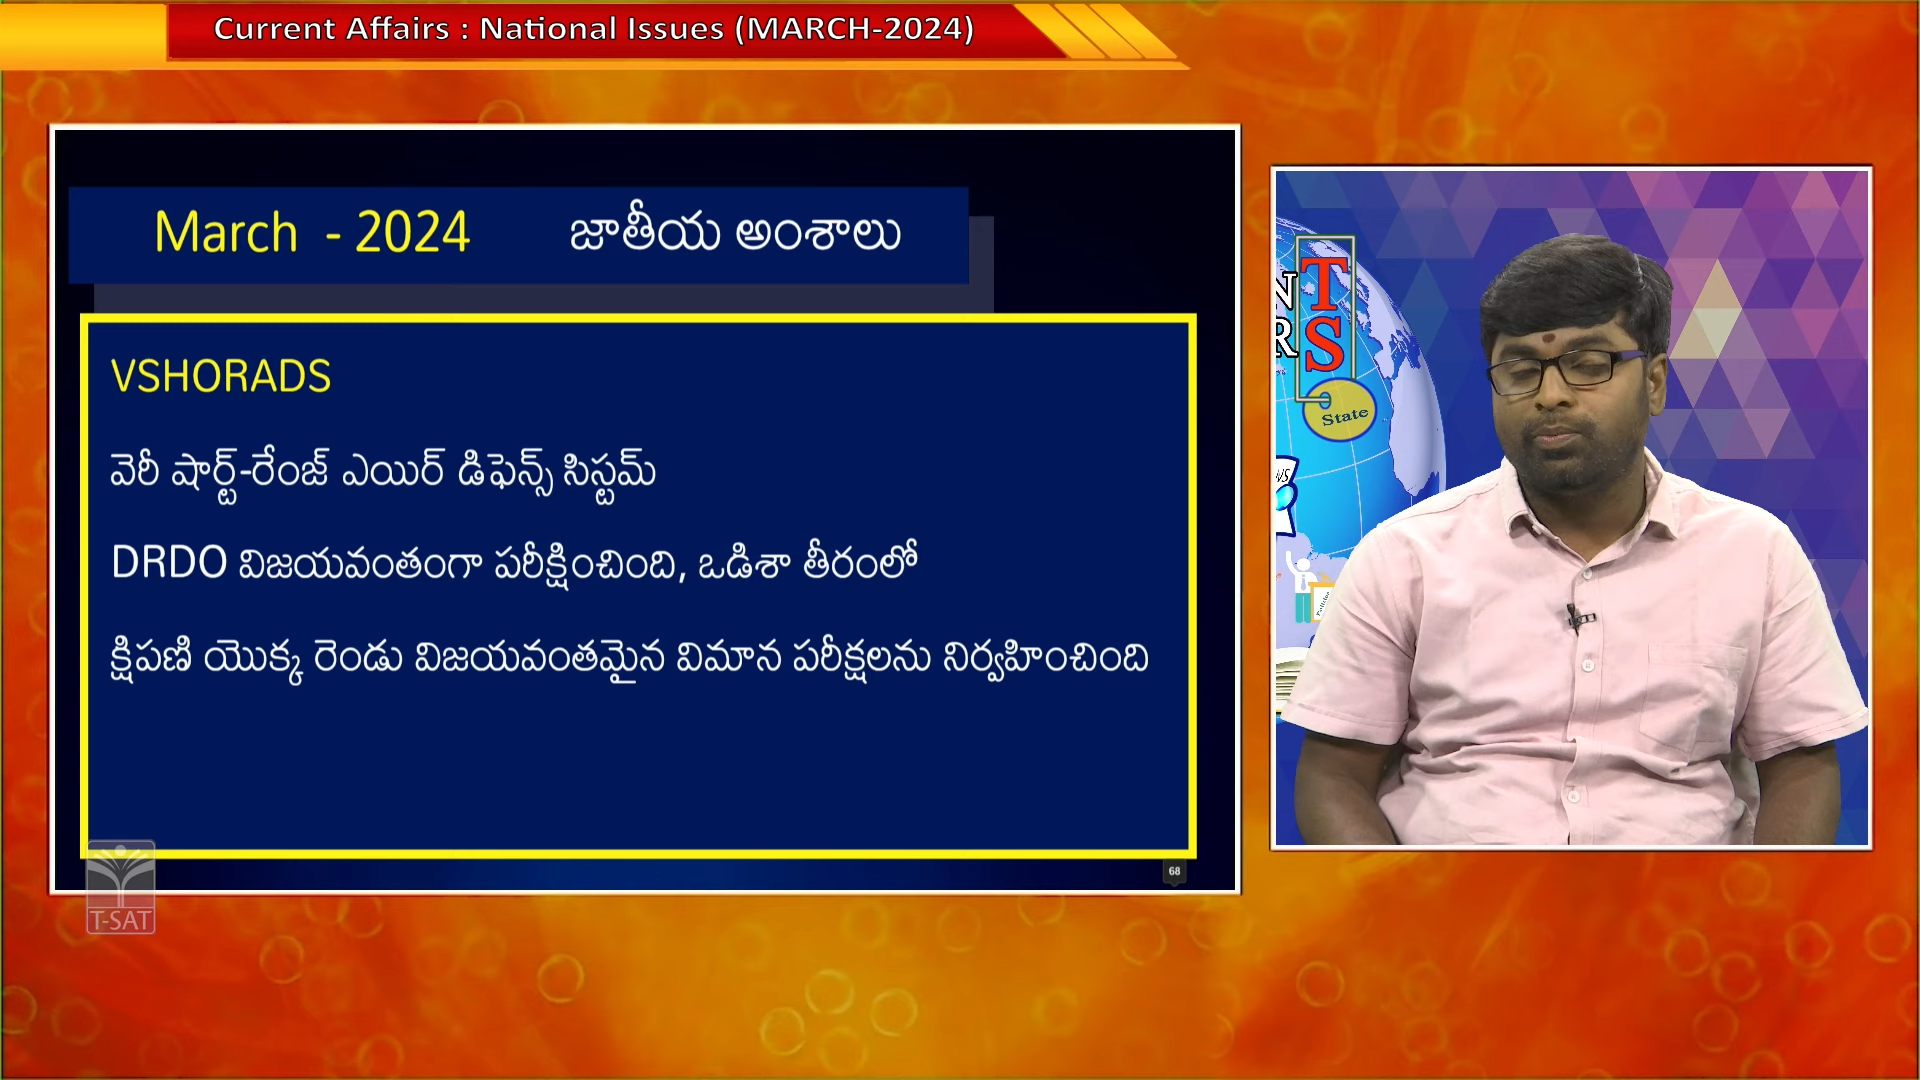 Current Affairs : National Issues (MARCH-2024)
March - 2024 జాతీయ అంశాలు
VSHORADS
వెరీ షార్ట్-రేంజ్ ఎయిర్ డిఫెన్స్ సిస్టమ్
DRDO విజయవంతంగా పరీక్షించింది, ఒడిశా తీరంలో
క్షిపణి యొక్క రెండు విజయవంతమైన విమాన పరీక్షలను నిర్వహించింది
68
T-SAT
N
R
TS
State